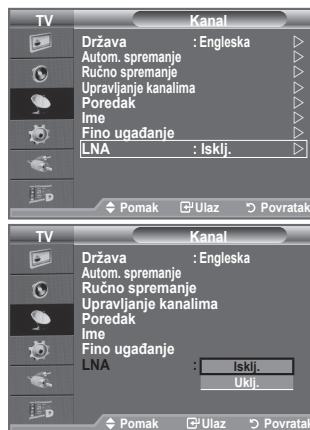 TV Kanal
Država : Engleska
Autom. spremanje
Ručno spremanje
Upravljanje kanalima
Poredak
Ime
Fino ugađanje
LNA : Isklj.
Pomak Ulaz Povratak
TV Kanal
Država : Engleska
Autom. spremanje
Ručno spremanje
Upravljanje kanalima
Poredak
Ime
Fino ugađanje
LNA : Isklj.
Uklj.
Pomak Ulaz Povratak